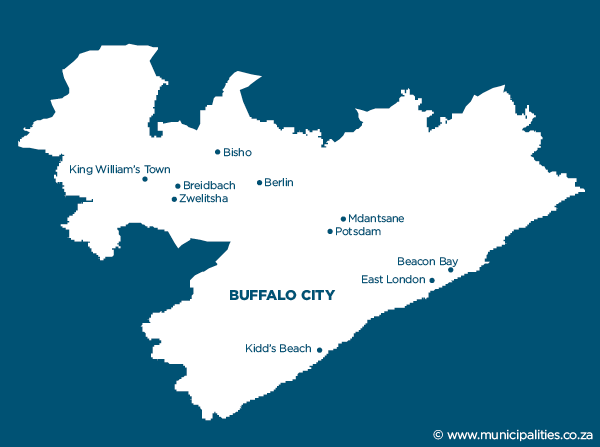 Bisho
King William's Town
Breidbach
Berlin
Zwelitsha
Mdantsane
Potsdam
Beacon Bay
East London
BUFFALO CITY
Kidd's Beach
© www.municipalities.co.za